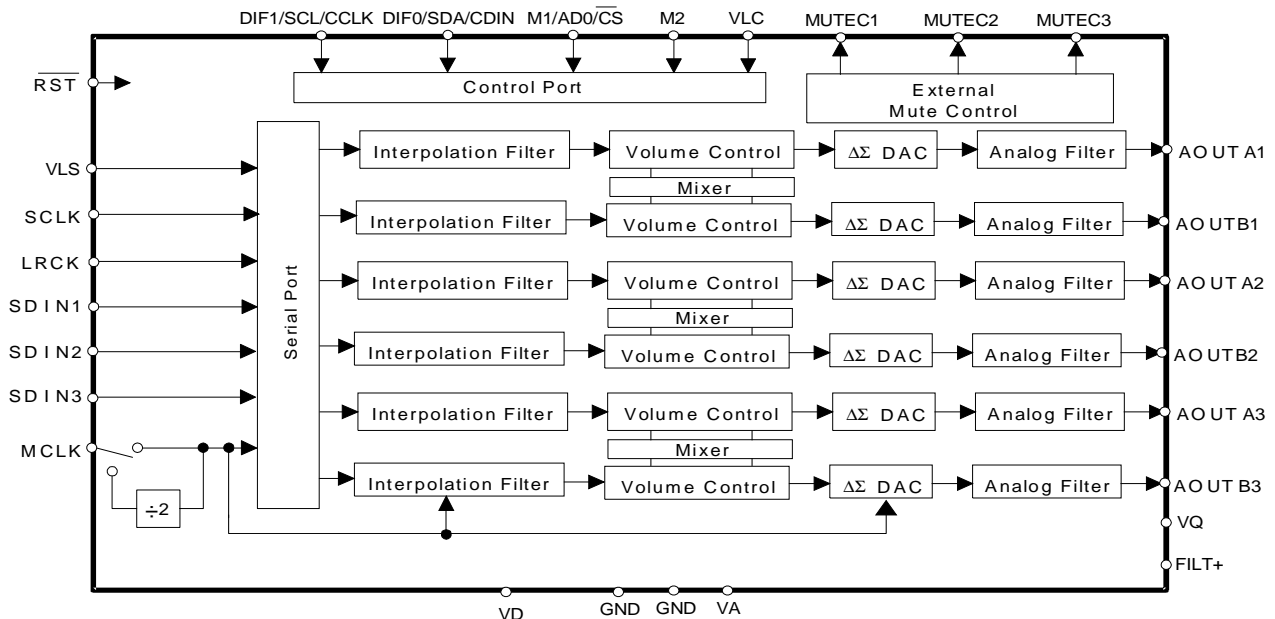 DIF1/SCL/CCLK DIF0/SDA/CDIN M1/AD0/CS M2 VLC MUTEC1 MUTEC2 MUTEC3
RST
Control Port
External
Mute Control
VLS
SCLK
LRCK
SDIN1
SDIN2
SDIN3
MCLK
÷2
Serial Port
Interpolation Filter Volume Control ΔΣ DAC Analog Filter AOUTA1
Mixer
Interpolation Filter Volume Control ΔΣ DAC Analog Filter AOUTB1
Interpolation Filter Volume Control ΔΣ DAC Analog Filter AOUTA2
Mixer
Interpolation Filter Volume Control ΔΣ DAC Analog Filter AOUTB2
Interpolation Filter Volume Control ΔΣ DAC Analog Filter AOUTA3
Mixer
Interpolation Filter Volume Control ΔΣ DAC Analog Filter AOUTB3
VQ
FILT+
VD GND GND VA